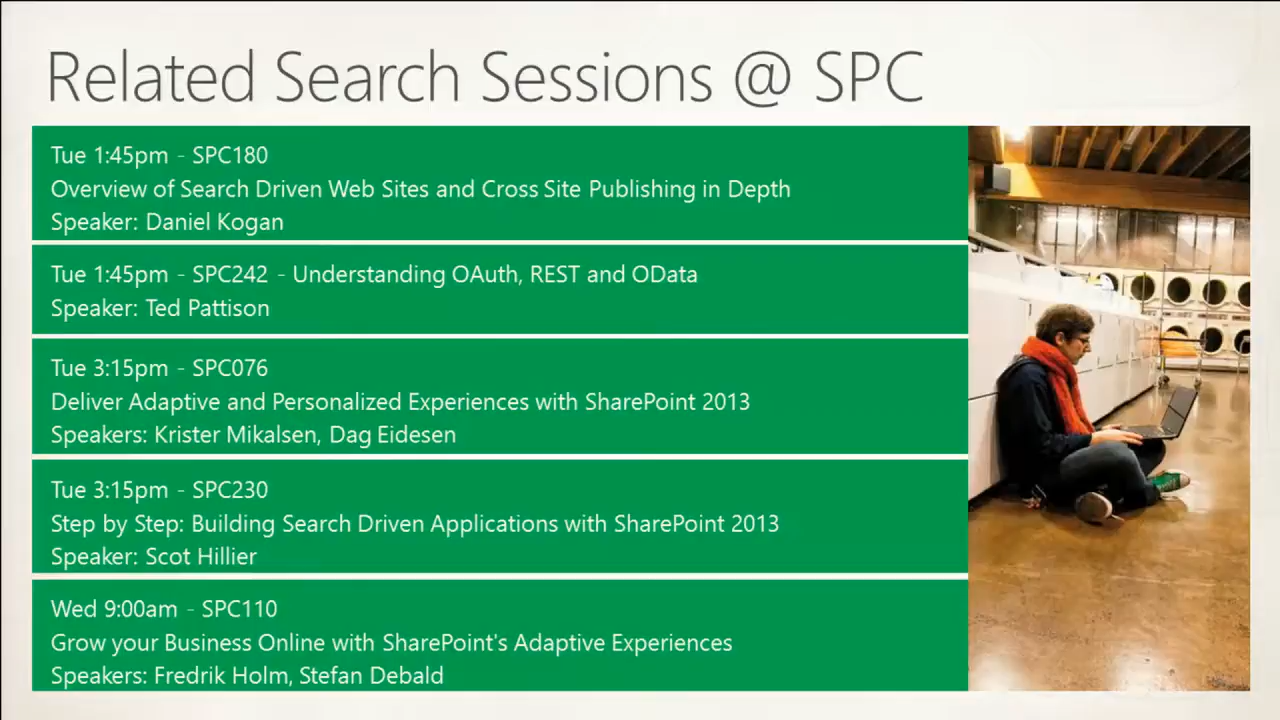 Related Search Sessions @ SPC
Tue 1:45pm - SPC180
Overview of Search Driven Web Sites and Cross Site Publishing in Depth
Speaker: Daniel Kogan
Tue 1:45pm - SPC242 - Understanding OAuth, REST and OData
Speaker: Ted Pattison
Tue 3:15pm - SPC076
Deliver Adaptive and Personalized Experiences with SharePoint 2013
Speakers: Krister Mikalsen, Dag Eidesen
Tue 3:15pm - SPC230
Step by Step: Building Search Driven Applications with SharePoint 2013
Speaker: Scot Hillier
Wed 9:00am - SPC110
Grow your Business Online with SharePoint's Adaptive Experiences
Speakers: Fredrik Holm, Stefan Debald